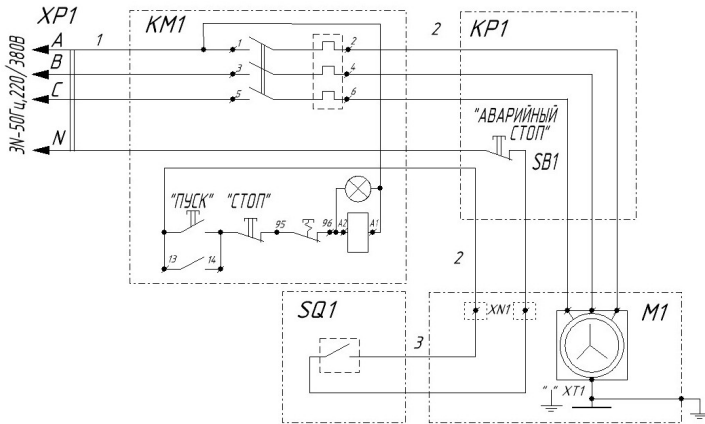 XP1
KM1
2
KP1
A
1
1
2
B
3
4
C
5
6
3N~50Гц,220/380В
N
"АВАРИЙНЫЙ
СТОП"
SB1
"ПУСК"
"СТОП"
95
96
A2
A1
13
14
2
SQ1
XN1
M1
3
XT1